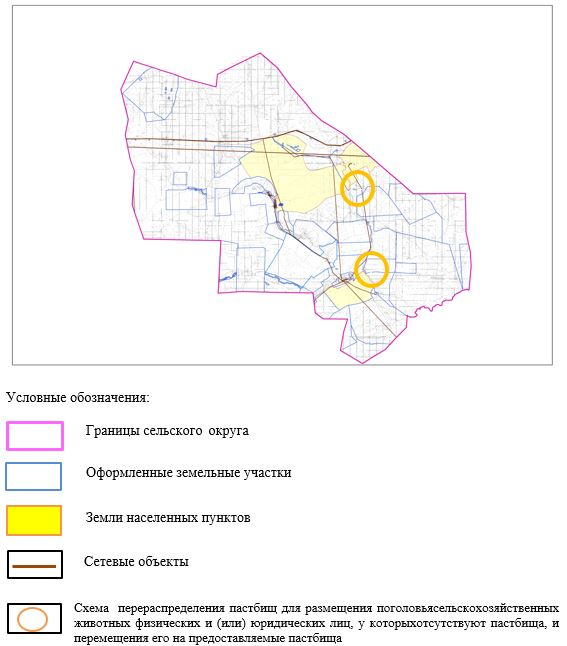 Условные обозначения:
Границы сельского округа
Оформленные земельные участки
Земли населенных пунктов
Сетевые объекты
Схема перераспределения пастбищ для размещения поголовьясельскохозяйственных
животных физических и (или) юридических лиц, у которыхотсутствуют пастбища, и
перемещения его на предоставляемые пастбища